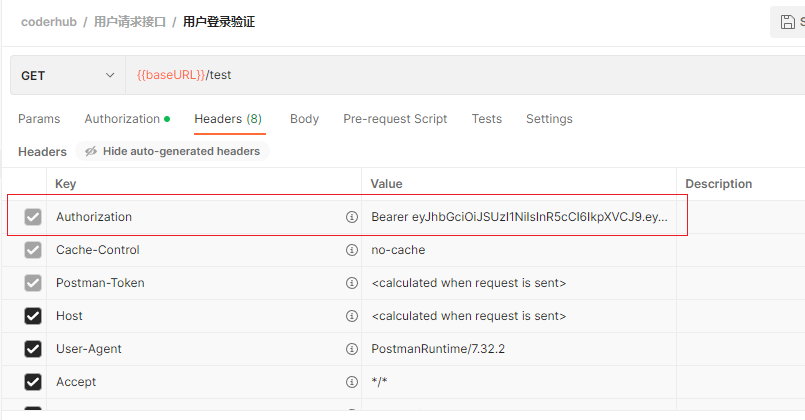 coderhub / 用户请求接口 / 用户登录验证
S
GET {{baseURL}}/test
Params Authorization Headers (8) Body Pre-request Script Tests Settings
Headers Hide auto-generated headers
Key Value Description
Authorization Bearer eyJhbGciOiJSUzI1NiIsInR5cCI6IkpXVCJ9.ey...
Cache-Control no-cache
Postman-Token <calculated when request is sent>
Host <calculated when request is sent>
User-Agent PostmanRuntime/7.32.2
Accept */*